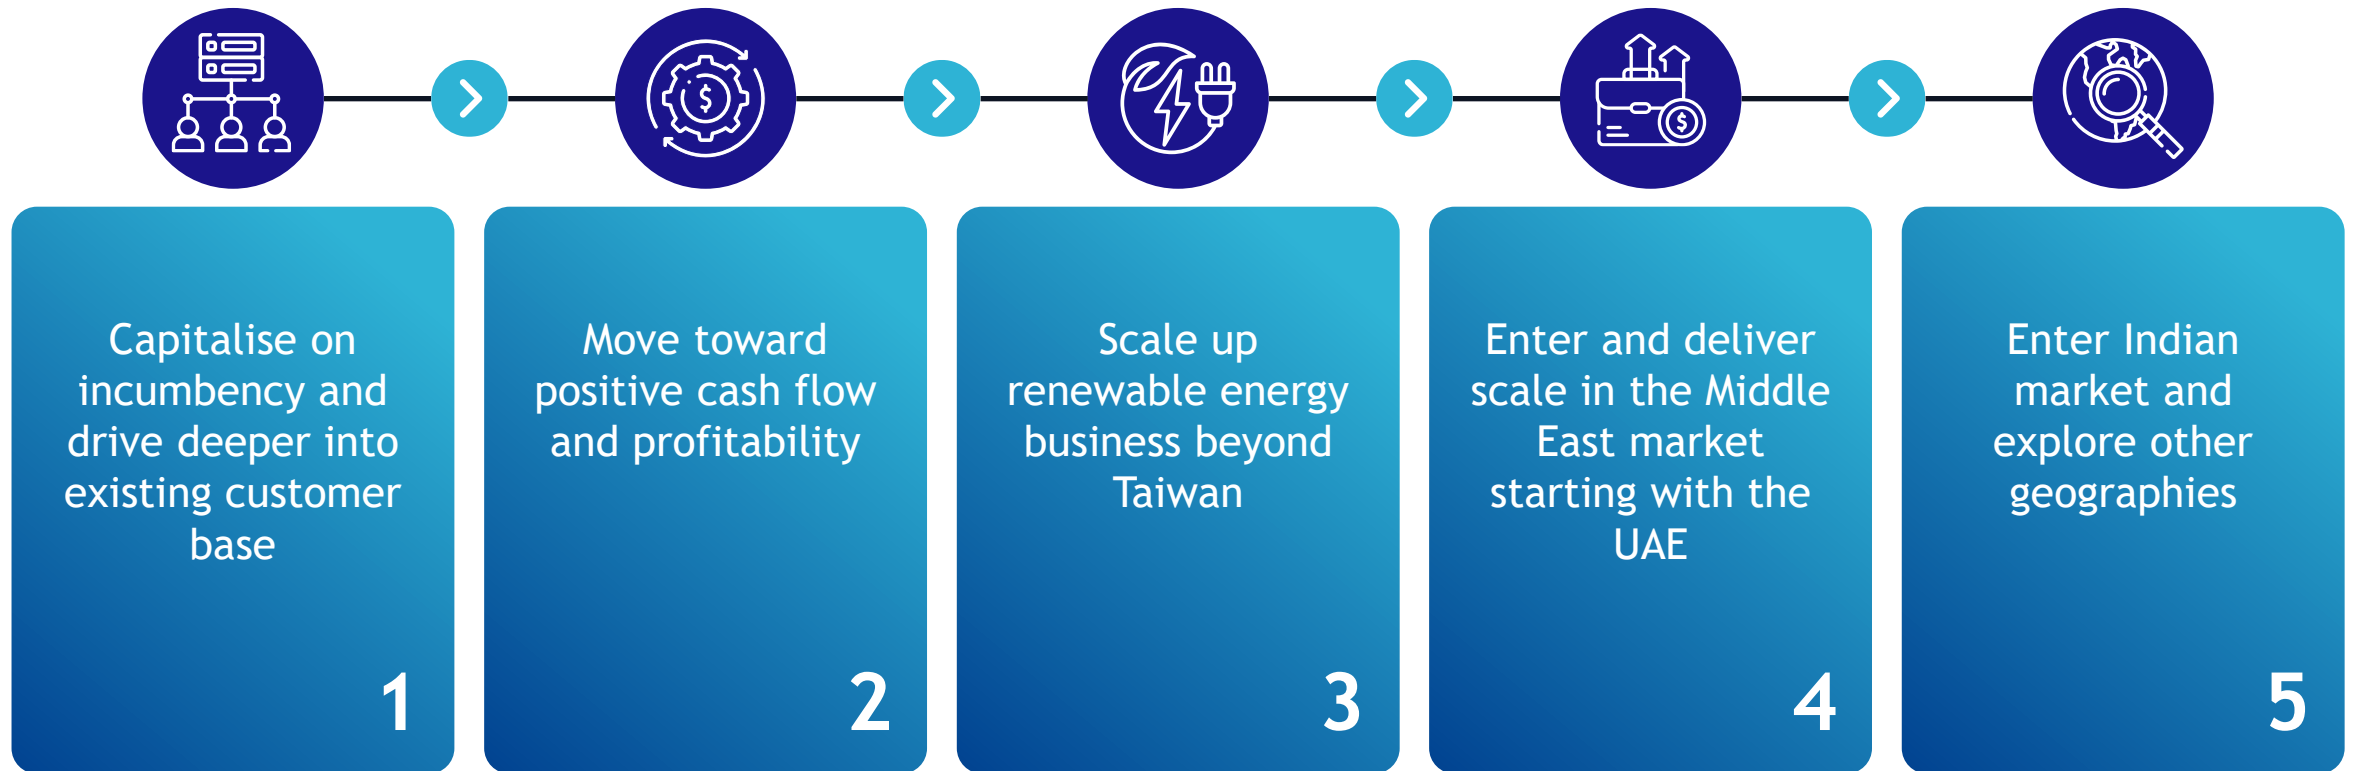 Capitalise on
incumbency and
drive deeper into
existing customer
base
1
Move toward
positive cash flow
and profitability
2
Scale up
renewable energy
business beyond
Taiwan
3
Enter and deliver
scale in the Middle
East market
starting with the
UAE
4
Enter Indian
market and
explore other
geographies
5